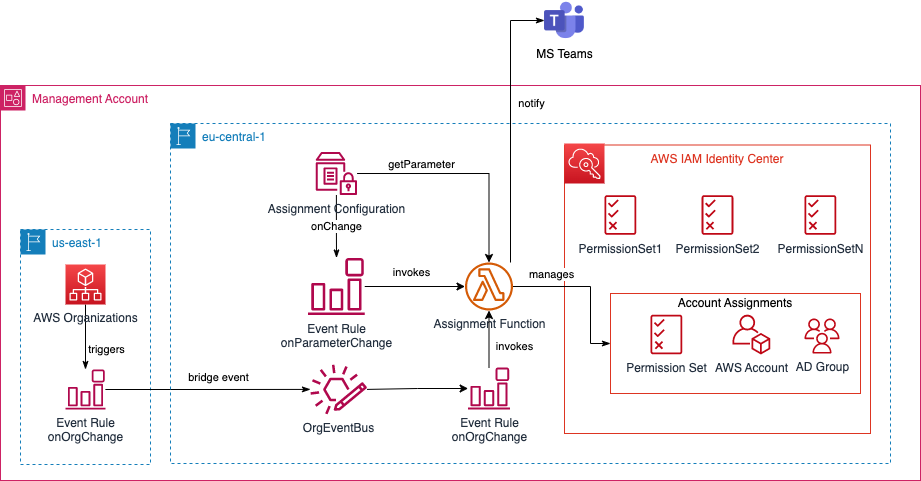 MS Teams
Management Account
notify
eu-central-1
getParameter
AWS IAM Identity Center
Assignment Configuration
onChange
us-east-1
PermissionSet1
PermissionSet2
PermissionSetN
invokes
manages
AWS Organizations
Event Rule
onParameterChange
Assignment Function
Account Assignments
triggers
invokes
Permission Set
AWS Account
AD Group
bridge event
Event Rule
onOrgChange
OrgEventBus
Event Rule
onOrgChange